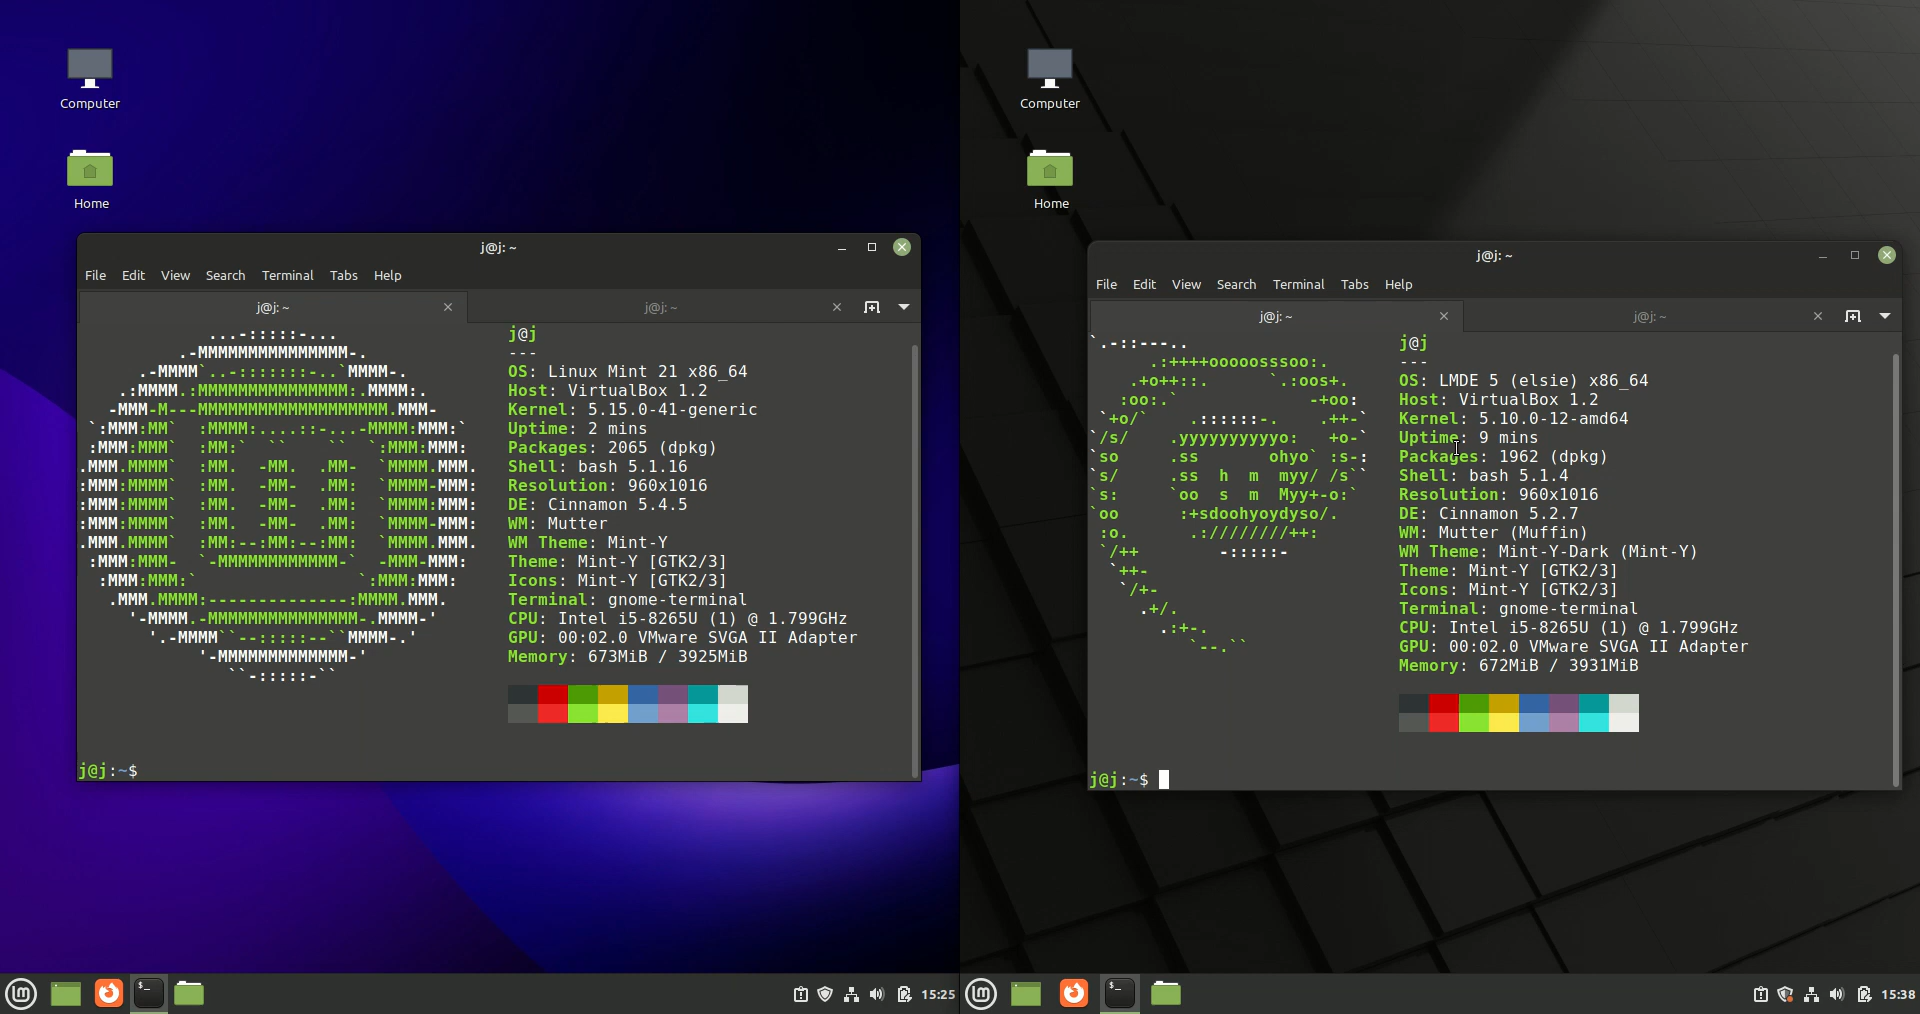 Computer
Home
j@j: ~
File Edit View Search Terminal Tabs Help
j@j: ~
j@j: ~
j@j
---
OS: Linux Mint 21 x86_64
Host: VirtualBox 1.2
Kernel: 5.15.0-41-generic
Uptime: 2 mins
Packages: 2065 (dpkg)
Shell: bash 5.1.16
Resolution: 960x1016
DE: Cinnamon 5.4.5
WM: Mutter
WM Theme: Mint-Y
Theme: Mint-Y [GTK2/3]
Icons: Mint-Y [GTK2/3]
Terminal: gnome-terminal
CPU: Intel i5-8265U (1) @ 1.799GHz
GPU: 00:02.0 VMware SVGA II Adapter
Memory: 673MiB / 3925MiB
j@j:~$
15:25
Computer
Home
j@j: ~
File Edit View Search Terminal Tabs Help
j@j: ~
j@j: ~
j@j
---
OS: LMDE 5 (elsie) x86_64
Host: VirtualBox 1.2
Kernel: 5.10.0-12-amd64
Uptime: 9 mins
Packages: 1962 (dpkg)
Shell: bash 5.1.4
Resolution: 960x1016
DE: Cinnamon 5.2.7
WM: Mutter (Muffin)
WM Theme: Mint-Y-Dark (Mint-Y)
Theme: Mint-Y [GTK2/3]
Icons: Mint-Y [GTK2/3]
Terminal: gnome-terminal
CPU: Intel i5-8265U (1) @ 1.799GHz
GPU: 00:02.0 VMware SVGA II Adapter
Memory: 672MiB / 3931MiB
j@j:~$
15:38